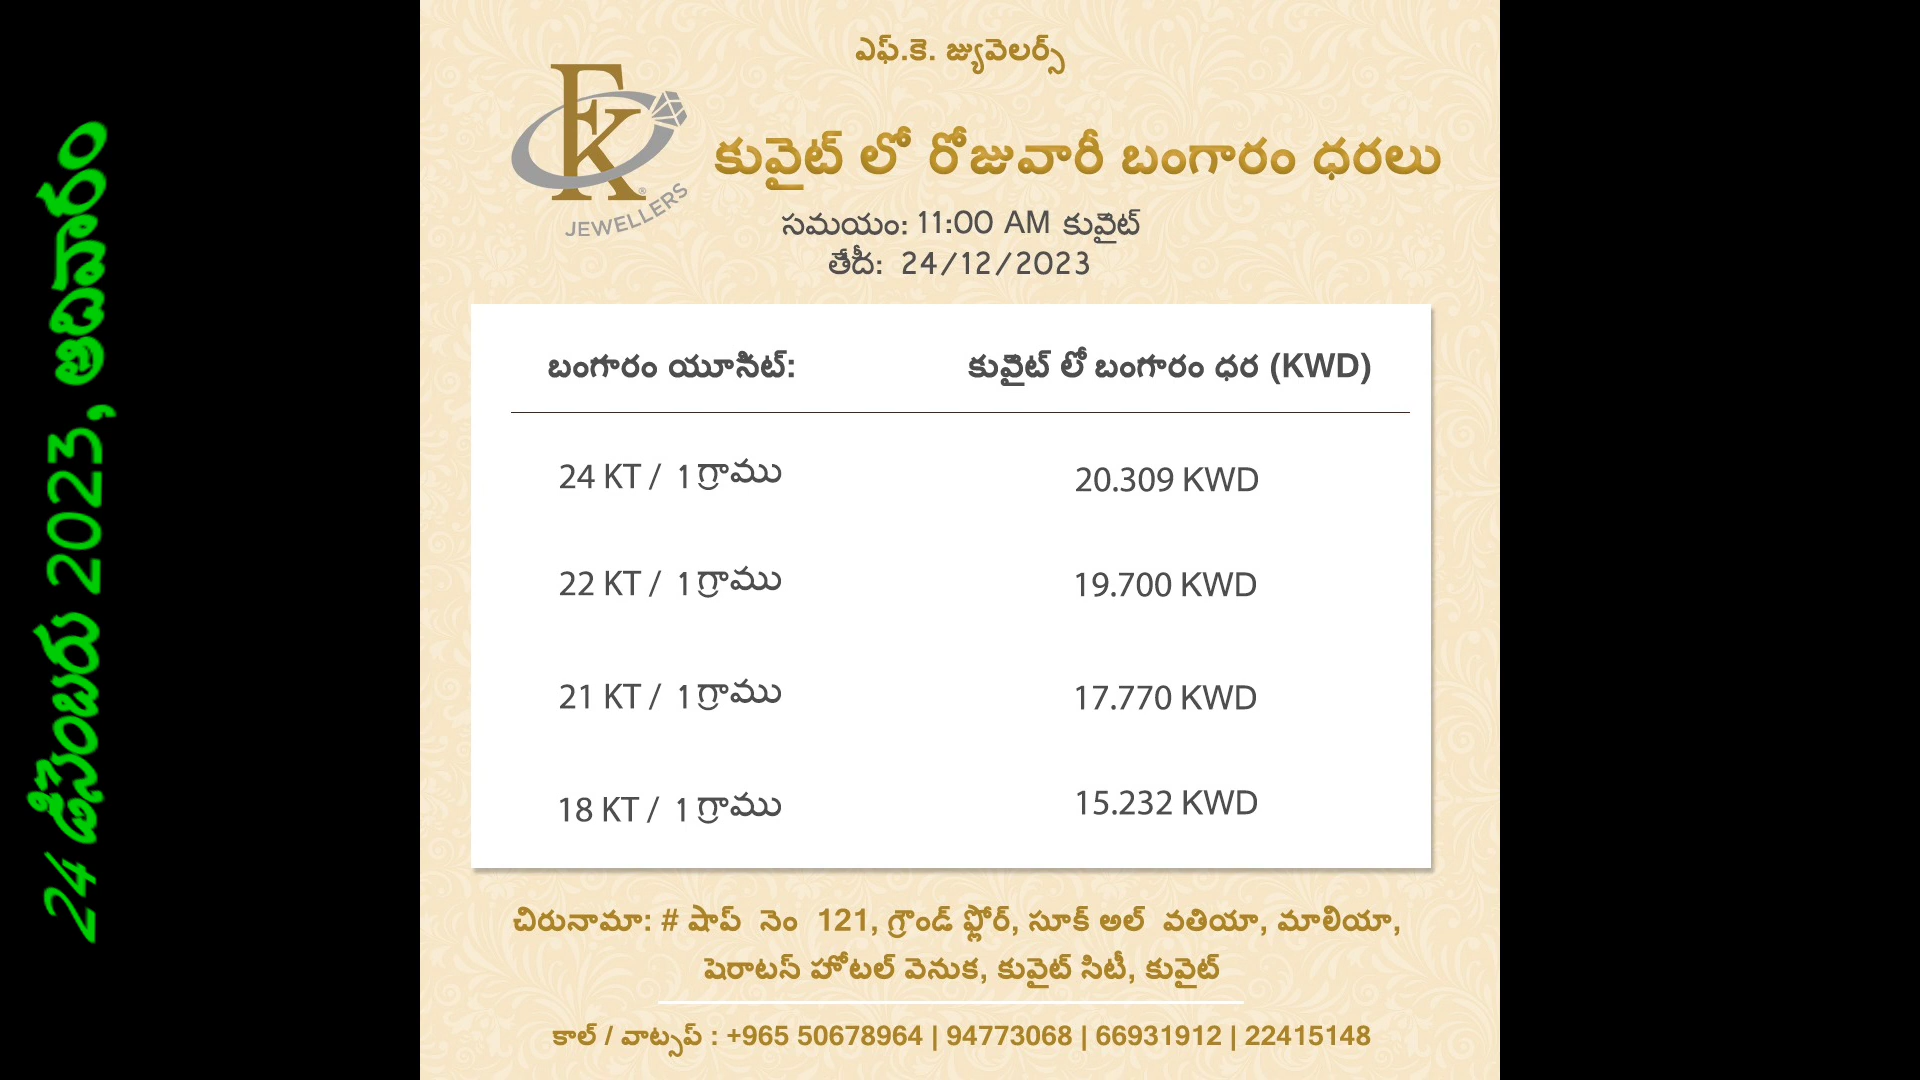 24 డిసెంబరు 2023, ఆదివారం
ఎఫ్.కె. జ్యువెలర్స్
FK
JEWELLERS
కువైట్ లో రోజువారీ బంగారం ధరలు
సమయం: 11:00 AM కువైట్
తేదీ: 24/12/2023
బంగారం యూనిట్: కువైట్ లో బంగారం ధర (KWD)
24 KT / 1 గ్రాము 20.309 KWD
22 KT / 1 గ్రాము 19.700 KWD
21 KT / 1 గ్రాము 17.770 KWD
18 KT / 1 గ్రాము 15.232 KWD
చిరునామా: # షాప్ నెం 121, గ్రౌండ్ ఫ్లోర్, సూక్ అల్ వతియా, మాలియా,
షెరాటన్ హోటల్ వెనుక, కువైట్ సిటీ, కువైట్
కాల్ / వాట్సప్ : +965 50678964 | 94773068 | 66931912 | 22415148